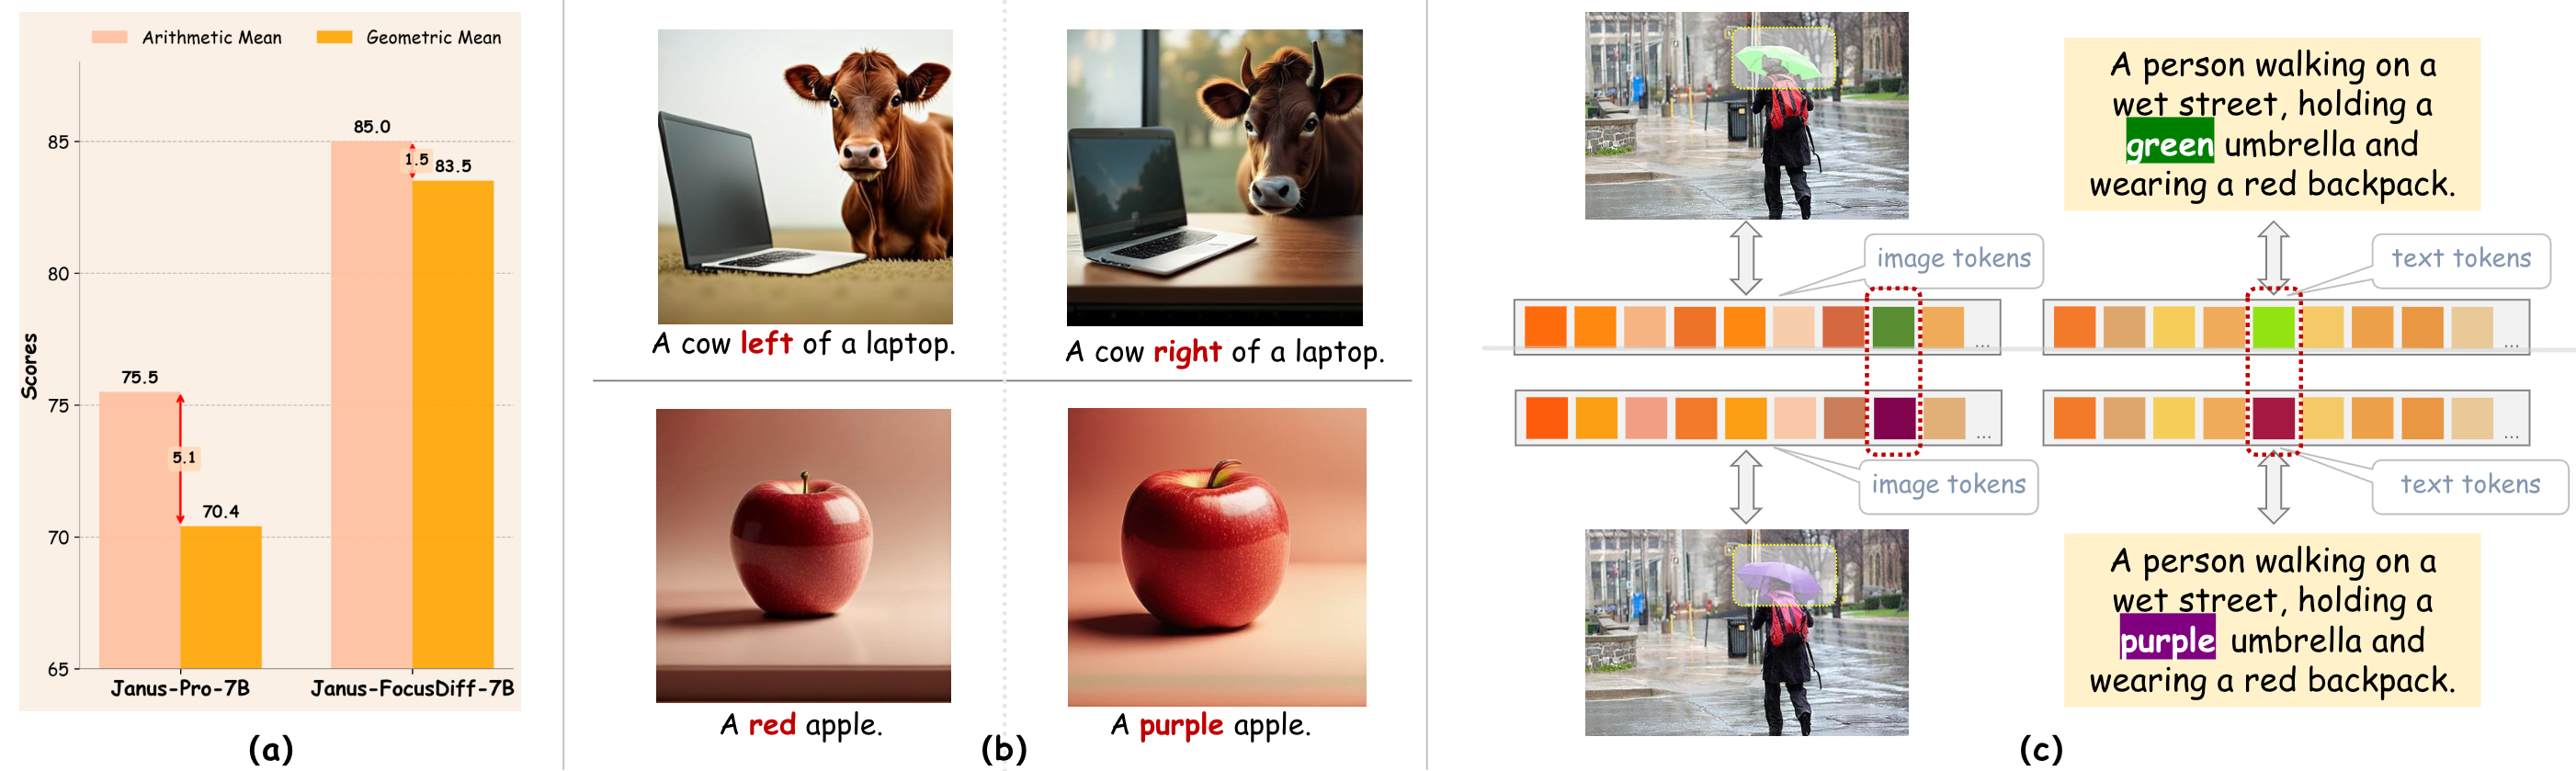 Arithmetic Mean
Geometric Mean
Scores
85
80
75
70
65
75.5
5.1
70.4
85.0
1.5
83.5
Janus-Pro-7B
Janus-FocusDiff-7B
(a)
A cow left of a laptop.
A cow right of a laptop.
A red apple.
A purple apple.
(b)
A person walking on a
wet street, holding a
green umbrella and
wearing a red backpack.
image tokens
text tokens
...
...
...
...
image tokens
text tokens
A person walking on a
wet street, holding a
purple umbrella and
wearing a red backpack.
(c)